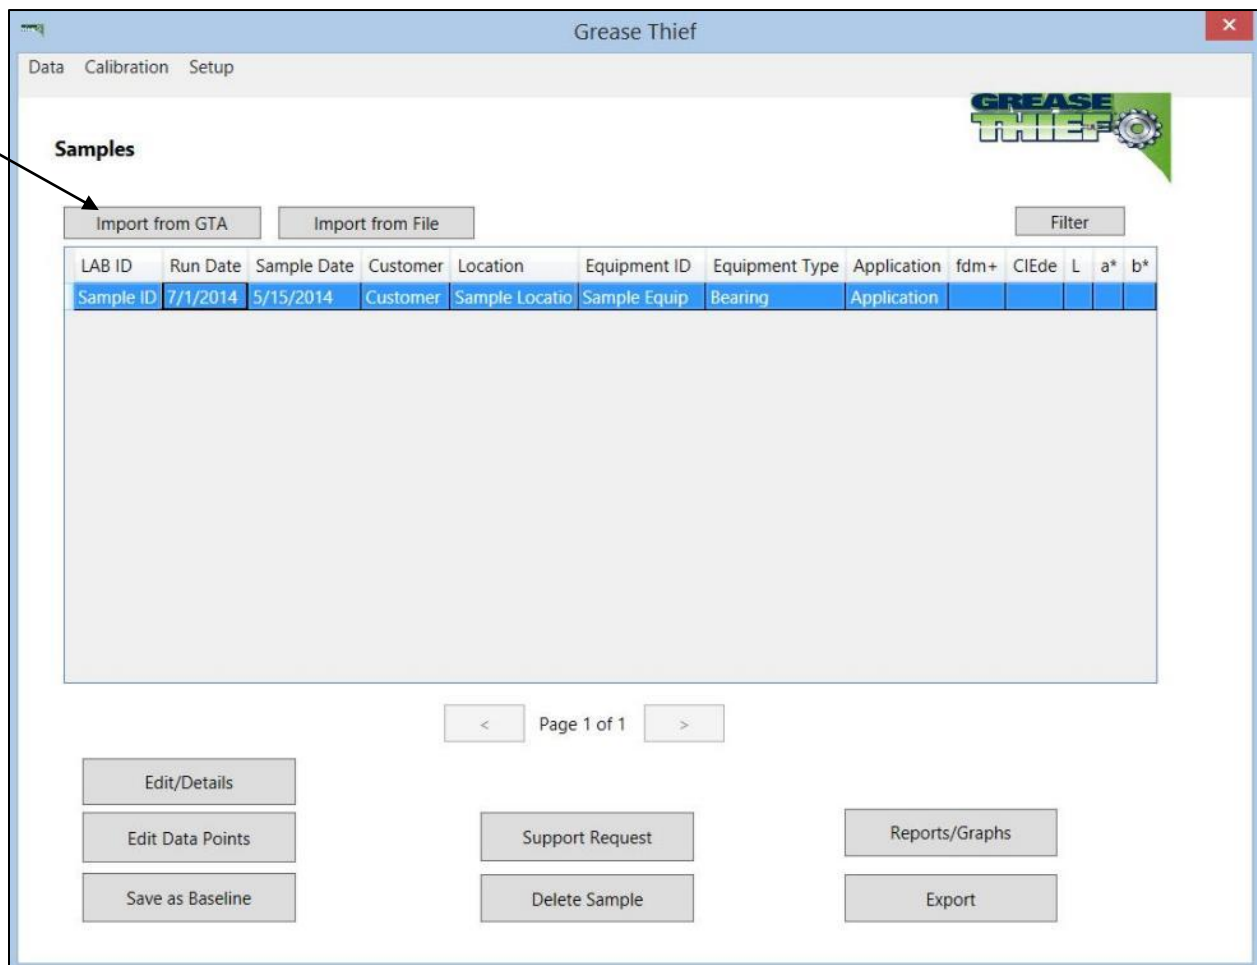 Grease Thief
Data Calibration Setup
GREASE
THIEF
Samples
Import from GTA Import from File Filter
LAB ID Run Date Sample Date Customer Location Equipment ID Equipment Type Application fdm+ CIEde L a* b*
Sample ID 7/1/2014 5/15/2014 Customer Sample Locatio Sample Equip Bearing Application
< Page 1 of 1 >
Edit/Details
Edit Data Points Support Request Reports/Graphs
Save as Baseline Delete Sample Export